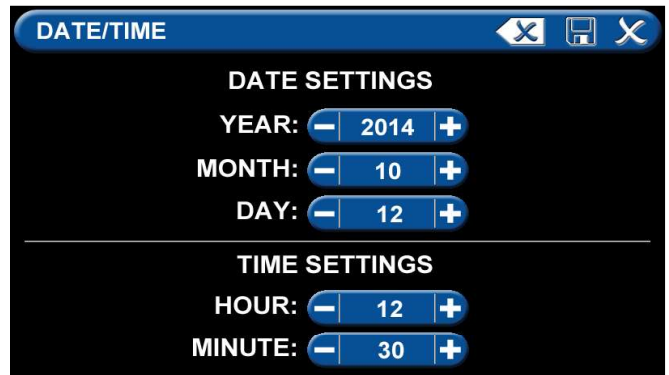 DATE/TIME
DATE SETTINGS
YEAR: 2014
MONTH: 10
DAY: 12
TIME SETTINGS
HOUR: 12
MINUTE: 30